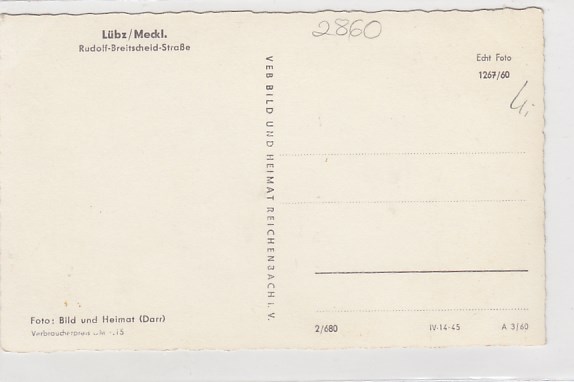 Lübz/Meckl.
Rudolf-Breitscheid-Straße
2860
Echt Foto
1267/60
VEB BILD UND HEIMAT REICHENBACH i. V.
Foto: Bild und Heimat (Darr)
Verbraucherpreis
2/680
IV-14-45
A 3/60